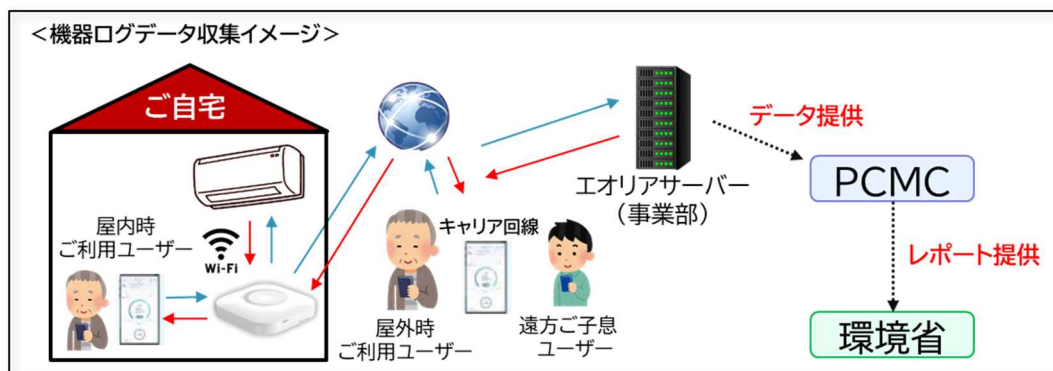 ＜機器ログデータ収集イメージ＞
ご自宅
屋内時
ご利用ユーザー
Wi-Fi
キャリア回線
屋外時
ご利用ユーザー
遠方ご子息
ユーザー
エオリアサーバー
（事業部）
データ提供
PCMC
レポート提供
環境省